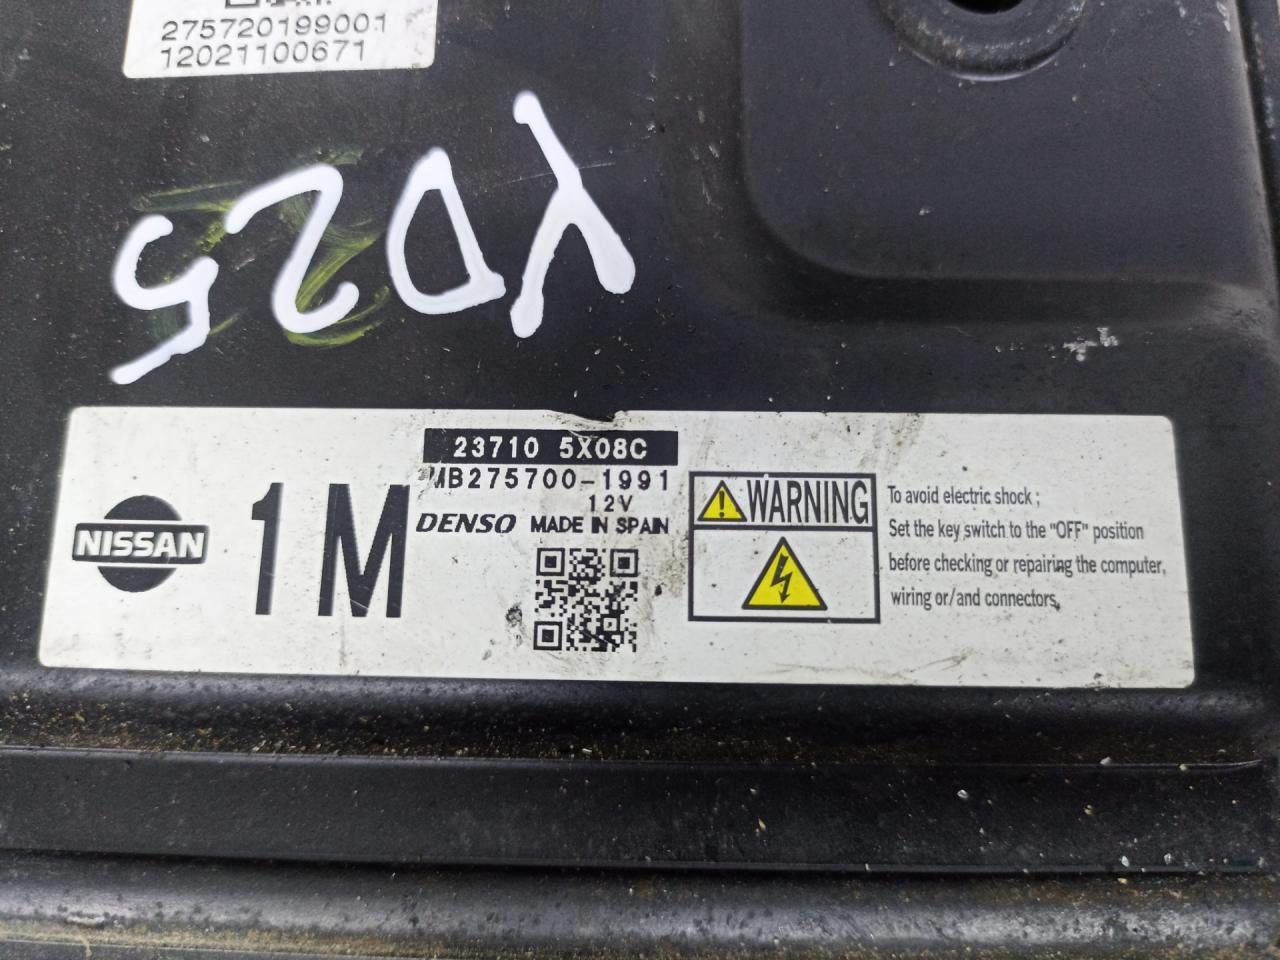 275720199001
12021100671
YD25
23710 5X08C
MB275700-1991
12V
DENSO MADE IN SPAIN
NISSAN
1M
WARNING
To avoid electric shock ;
Set the key switch to the "OFF" position
before checking or repairing the computer,
wiring or/and connectors,